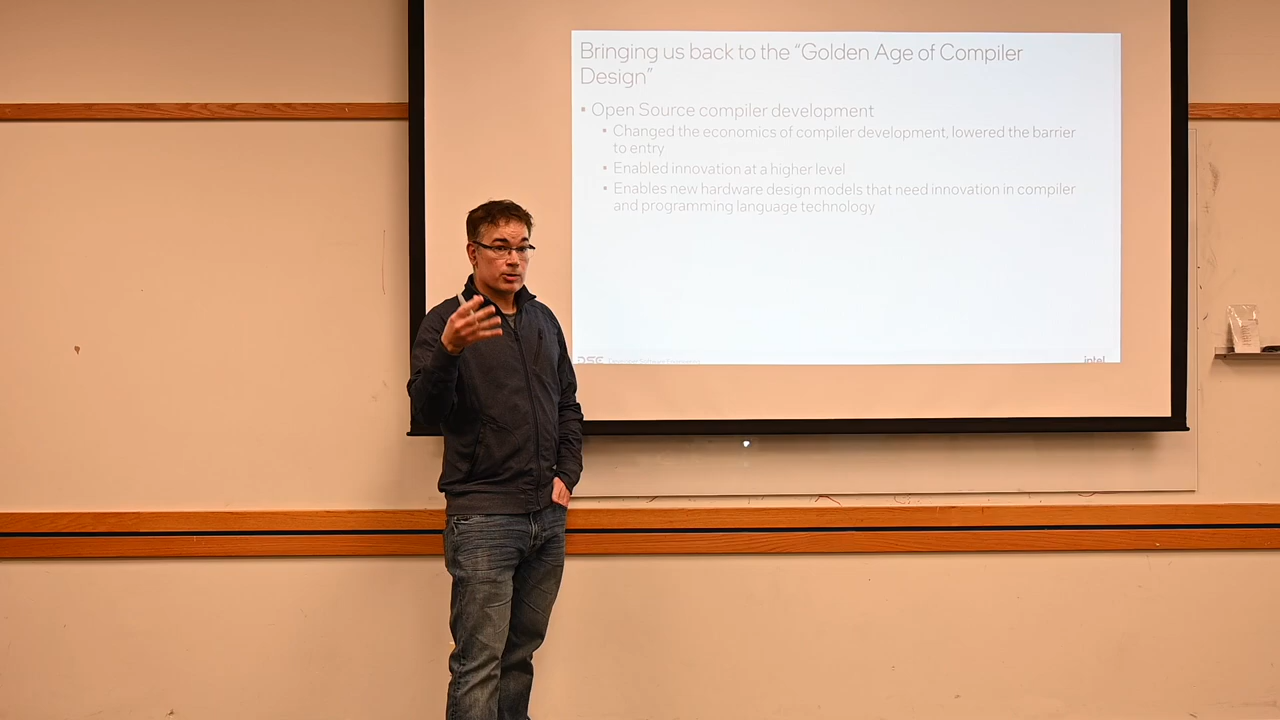 Bringing us back to the “Golden Age of Compiler
Design”
▪ Open Source compiler development
▪ Changed the economics of compiler development, lowered the barrier
to entry
▪ Enabled innovation at a higher level
▪ Enables new hardware design models that need innovation in compiler
and programming language technology
DSE
intel